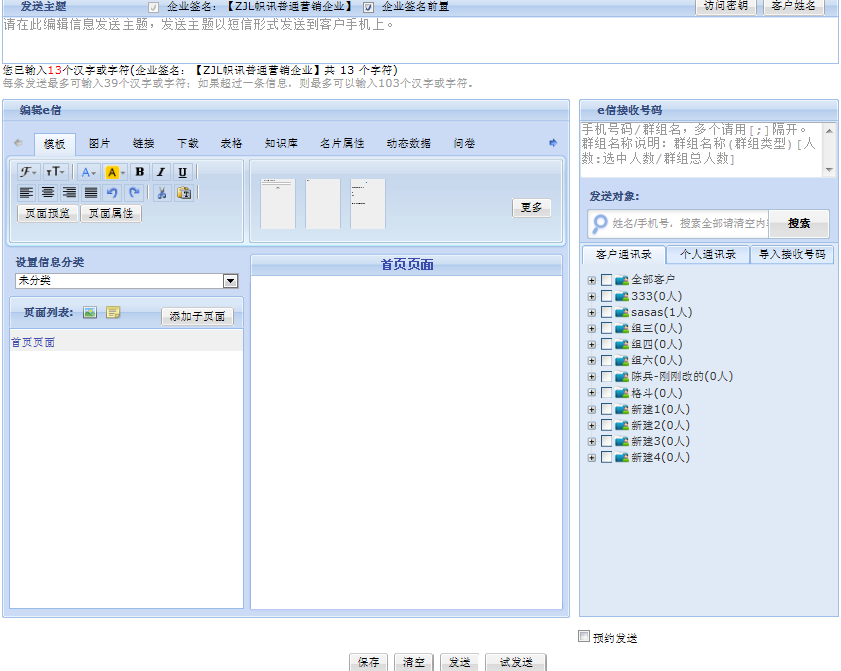 发送主题 企业签名：【ZJL帜讯普通营销企业】 企业签名前置 访问密钥 客户姓名
请在此编辑信息发送主题，发送主题以短信形式发送到客户手机上。
您已输入13个汉字或字符(企业签名：【ZJL帜讯普通营销企业】共 13 个字符)
每条发送最多可输入39个汉字或字符；如果超过一条信息，则最多可以输入103个汉字或字符。
编辑e信
模板 图片 链接 下载 表格 知识库 名片属性 动态数据 问卷
页面预览 页面属性
更多
设置信息分类
未分类
页面列表： 添加子页面
首页页面
首页页面
e信接收号码
手机号码/群组名，多个请用[;]隔开。
群组名称说明：群组名称(群组类型)[人
数:选中人数/群组总人数]
发送对象：
姓名/手机号，搜索全部请清空内 搜索
客户通讯录 个人通讯录 导入接收号码
全部客户
333(0人)
sasas(1人)
组三(0人)
组四(0人)
组六(0人)
陈兵-刚刚改的(0人)
格斗(0人)
新建1(0人)
新建2(0人)
新建3(0人)
新建4(0人)
预约发送
保存 清空 发送 试发送